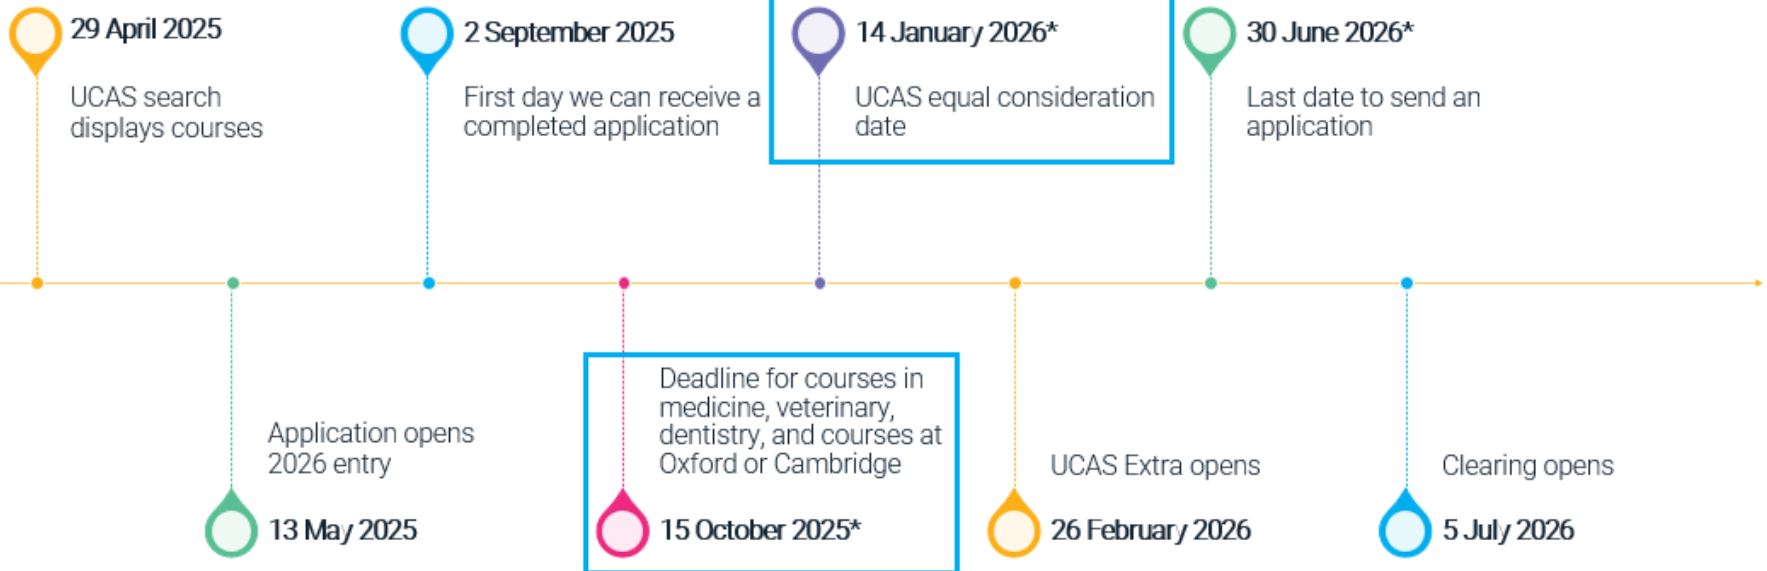 29 April 2025
UCAS search
displays courses
2 September 2025
First day we can receive a
completed application
14 January 2026*
UCAS equal consideration
date
30 June 2026*
Last date to send an
application
Application opens
2026 entry
13 May 2025
Deadline for courses in
medicine, veterinary,
dentistry, and courses at
Oxford or Cambridge
15 October 2025*
UCAS Extra opens
26 February 2026
Clearing opens
5 July 2026